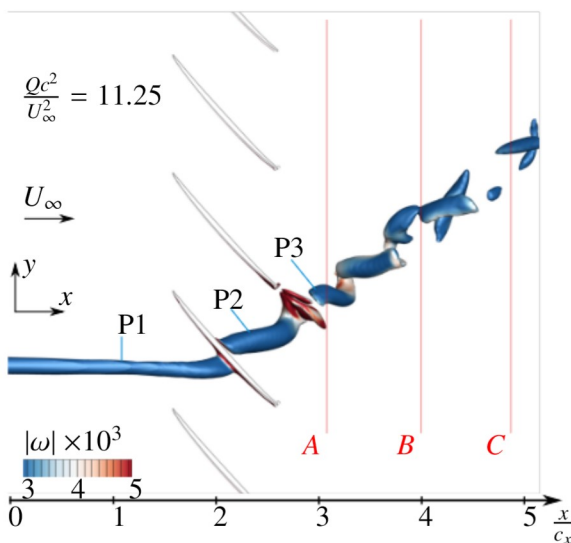 Qc²/U∞² = 11.25
U∞
y
x
P1
P2
P3
A
B
C
|ω| ×10³
3 4 5
0 1 2 3 4 5 x/cₓ